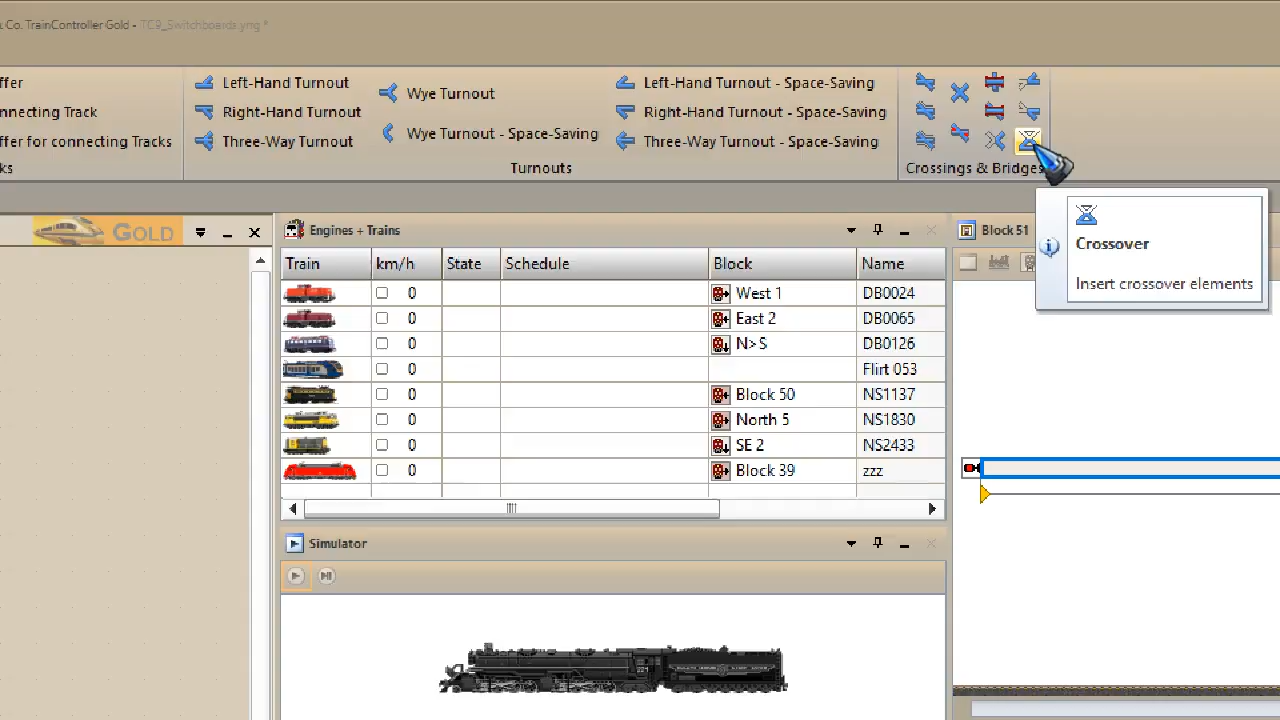 . Co. TrainController Gold - TC9_Switchboards.yrrg *
ffer
nnecting Track
ffer for connecting Tracks
ks
Left-Hand Turnout
Right-Hand Turnout
Three-Way Turnout
Wye Turnout
Wye Turnout - Space-Saving
Left-Hand Turnout - Space-Saving
Right-Hand Turnout - Space-Saving
Three-Way Turnout - Space-Saving
Turnouts
Crossings & Bridges
Crossover
Insert crossover elements
GOLD
Engines + Trains
Train km/h State Schedule Block Name
0 West 1 DB0024
0 East 2 DB0065
0 N>S DB0126
0 Flirt 053
0 Block 50 NS1137
0 North 5 NS1830
0 SE 2 NS2433
0 Block 39 zzz
Simulator
Block 51